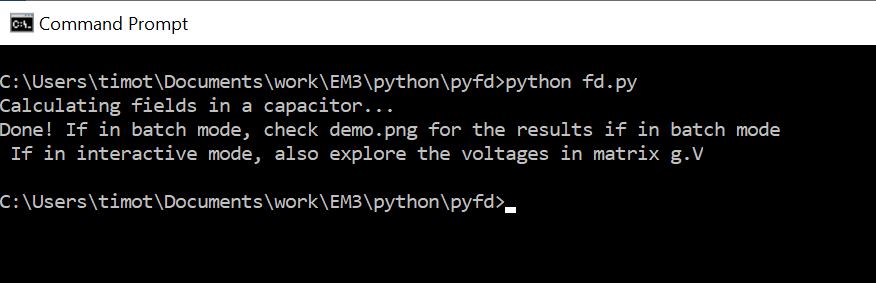 Command Prompt
C:\Users\timot\Documents\work\EM3\python\pyfd>python fd.py
Calculating fields in a capacitor...
Done! If in batch mode, check demo.png for the results if in batch mode
 If in interactive mode, also explore the voltages in matrix g.V
C:\Users\timot\Documents\work\EM3\python\pyfd>